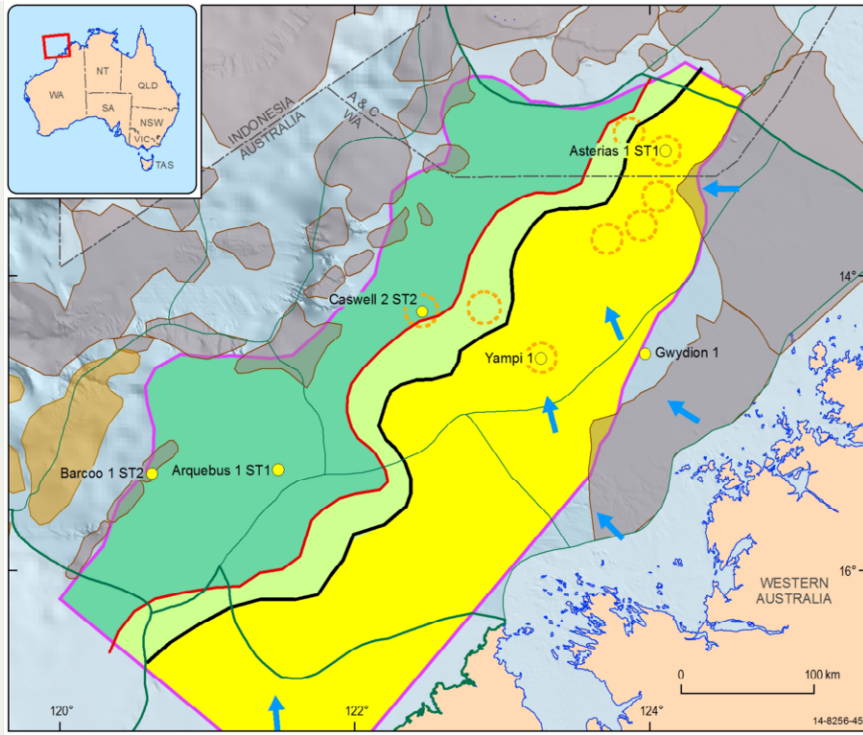 WA
NT
QLD
SA
NSW
VIC
TAS
INDONESIA
AUSTRALIA
A & C
WA
Asterias 1 ST1
14°
Caswell 2 ST2
Yampi 1
Gwydion 1
Barcoo 1 ST2
Arquebus 1 ST1
16°
WESTERN
AUSTRALIA
0
100 km
120°
122°
124°
14-8256-45